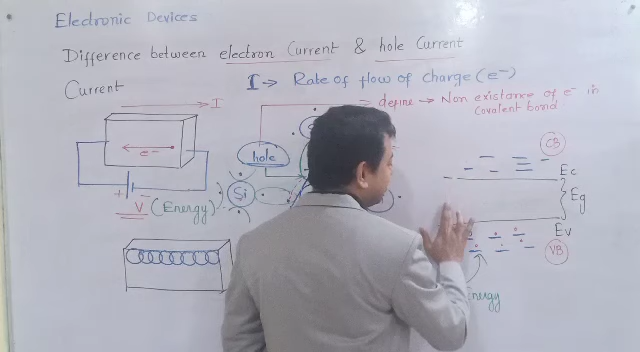 Electronic Devices
Difference between electron Current & hole Current
Current I → Rate of flow of charge (e−)
= define → Non existance of e− in
Covalent bond.
I
e−
hole
+
V (Energy)
Si
CB
Ec
Eg
Ev
VB